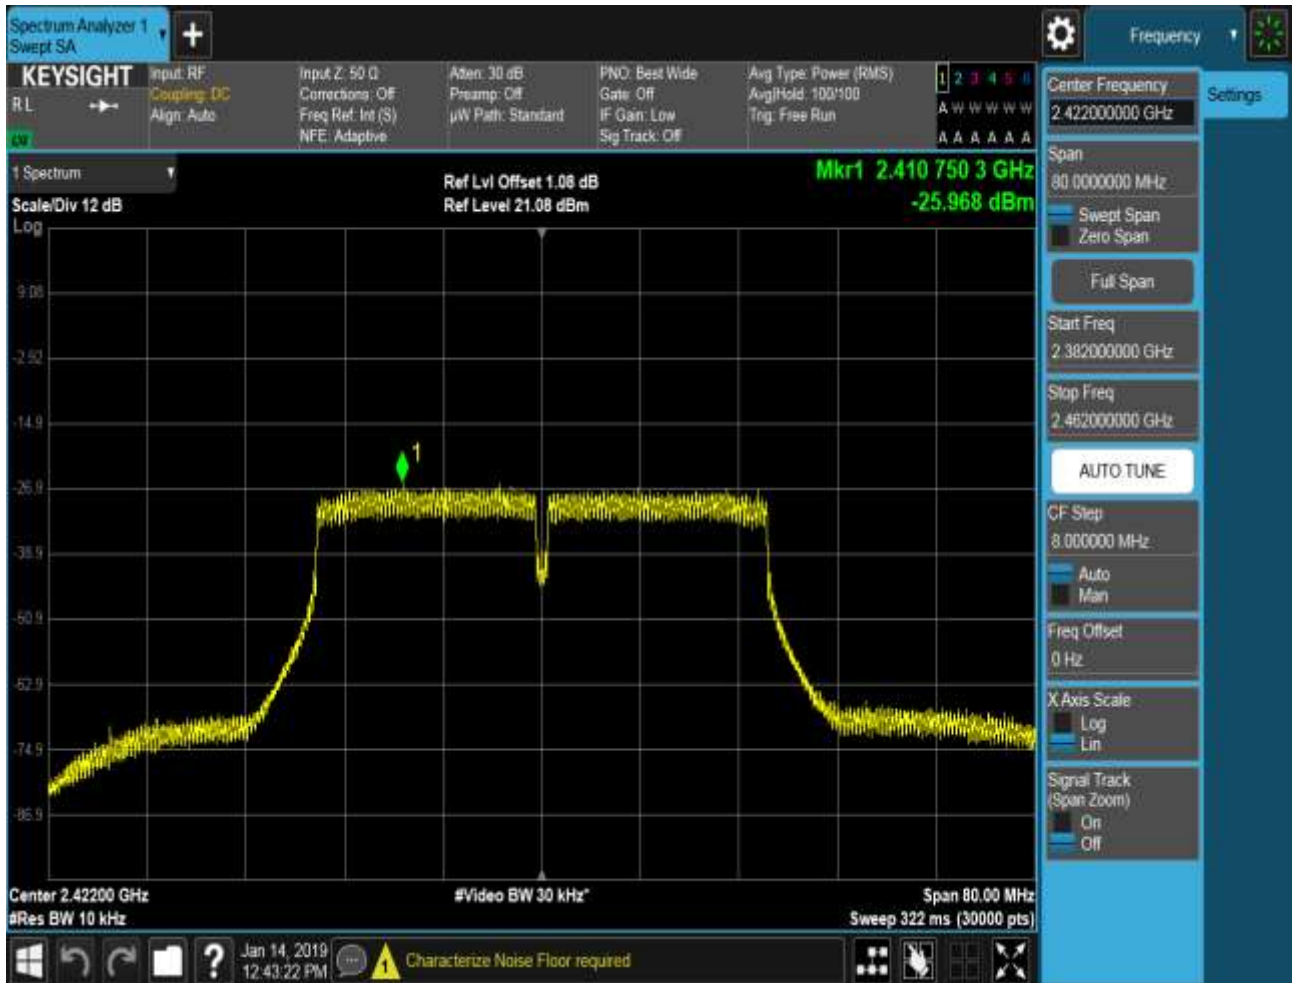 Spectrum Analyzer 1
Swept SA
+
Frequency
KEYSIGHT
R L
LXI
Input: RF
Coupling: DC
Align: Auto
Input Z: 50 Ω
Corrections: Off
Freq Ref: Int (S)
NFE: Adaptive
Atten: 30 dB
Preamp: Off
µW Path: Standard
PNO: Best Wide
Gate: Off
IF Gain: Low
Sig Track: Off
Avg Type: Power (RMS)
Avg|Hold: 100/100
Trig: Free Run
1 2 3 4 5 6
A W W W W W
A A A A A A
1 Spectrum
Scale/Div 12 dB
Log
Ref Lvl Offset 1.08 dB
Ref Level 21.08 dBm
Mkr1 2.410 750 3 GHz
-25.968 dBm
9.08
-2.92
-14.9
-26.9
-38.9
-50.9
-62.9
-74.9
-86.9
1
Center 2.42200 GHz
#Res BW 10 kHz
#Video BW 30 kHz*
Span 80.00 MHz
Sweep 322 ms (30000 pts)
Jan 14, 2019
12:43:22 PM
Characterize Noise Floor required
Center Frequency
2.422000000 GHz
Settings
Span
80.0000000 MHz
Swept Span
Zero Span
Full Span
Start Freq
2.382000000 GHz
Stop Freq
2.462000000 GHz
AUTO TUNE
CF Step
8.000000 MHz
Auto
Man
Freq Offset
0 Hz
X Axis Scale
Log
Lin
Signal Track
(Span Zoom)
On
Off